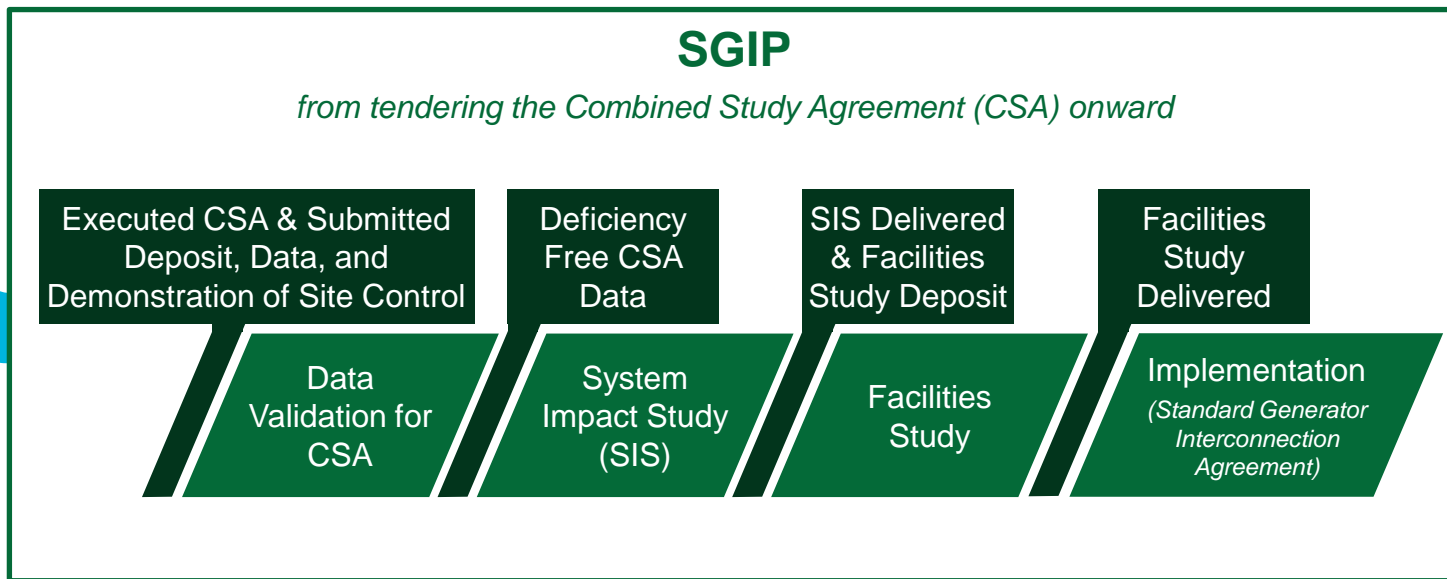 SGIP
from tendering the Combined Study Agreement (CSA) onward
Executed CSA & Submitted
Deposit, Data, and
Demonstration of Site Control
Deficiency
Free CSA
Data
SIS Delivered
& Facilities
Study Deposit
Facilities
Study
Delivered
Data
Validation for
CSA
System
Impact Study
(SIS)
Facilities
Study
Implementation
(Standard Generator
Interconnection
Agreement)